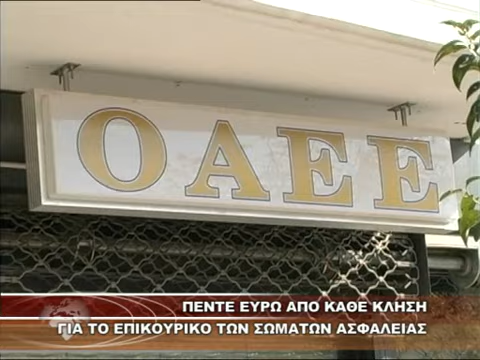 ΟΑΕΕ
ΠΕΝΤΕ ΕΥΡΩ ΑΠΟ ΚΑΘΕ ΚΛΗΣΗ
ΓΙΑ ΤΟ ΕΠΙΚΟΥΡΙΚΟ ΤΩΝ ΣΩΜΑΤΩΝ ΑΣΦΑΛΕΙΑΣ